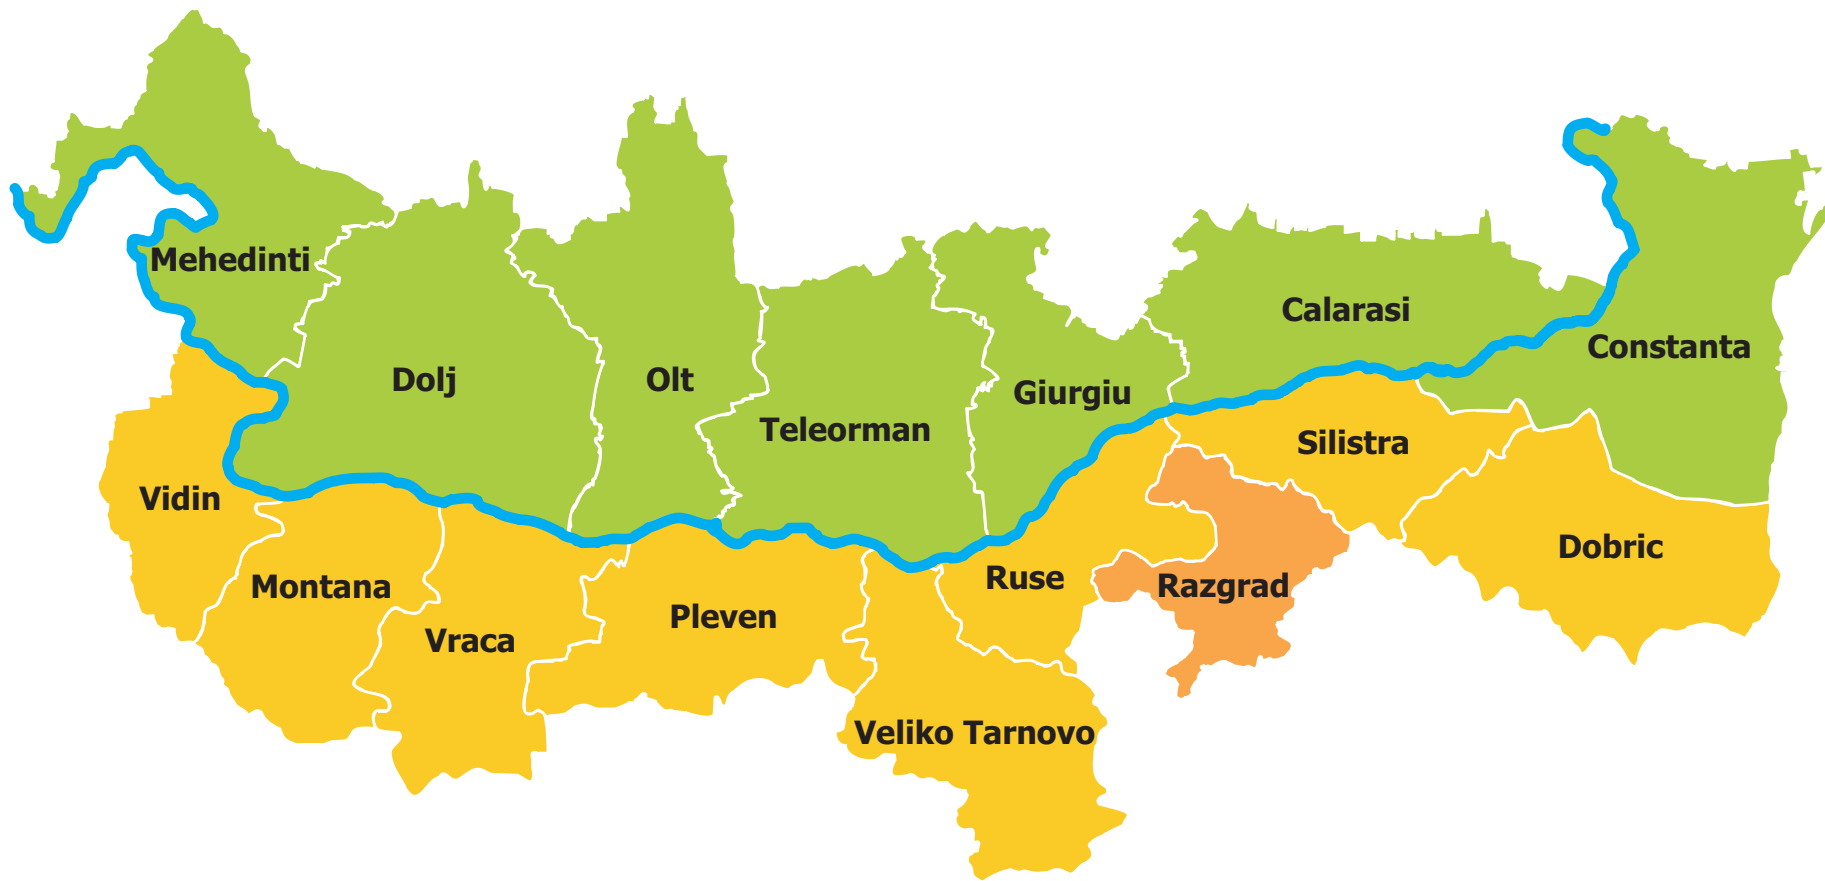 Mehedinti
Calarasi
Constanta
Dolj
Olt
Giurgiu
Teleorman
Silistra
Vidin
Dobric
Montana
Ruse
Razgrad
Pleven
Vraca
Veliko Tarnovo